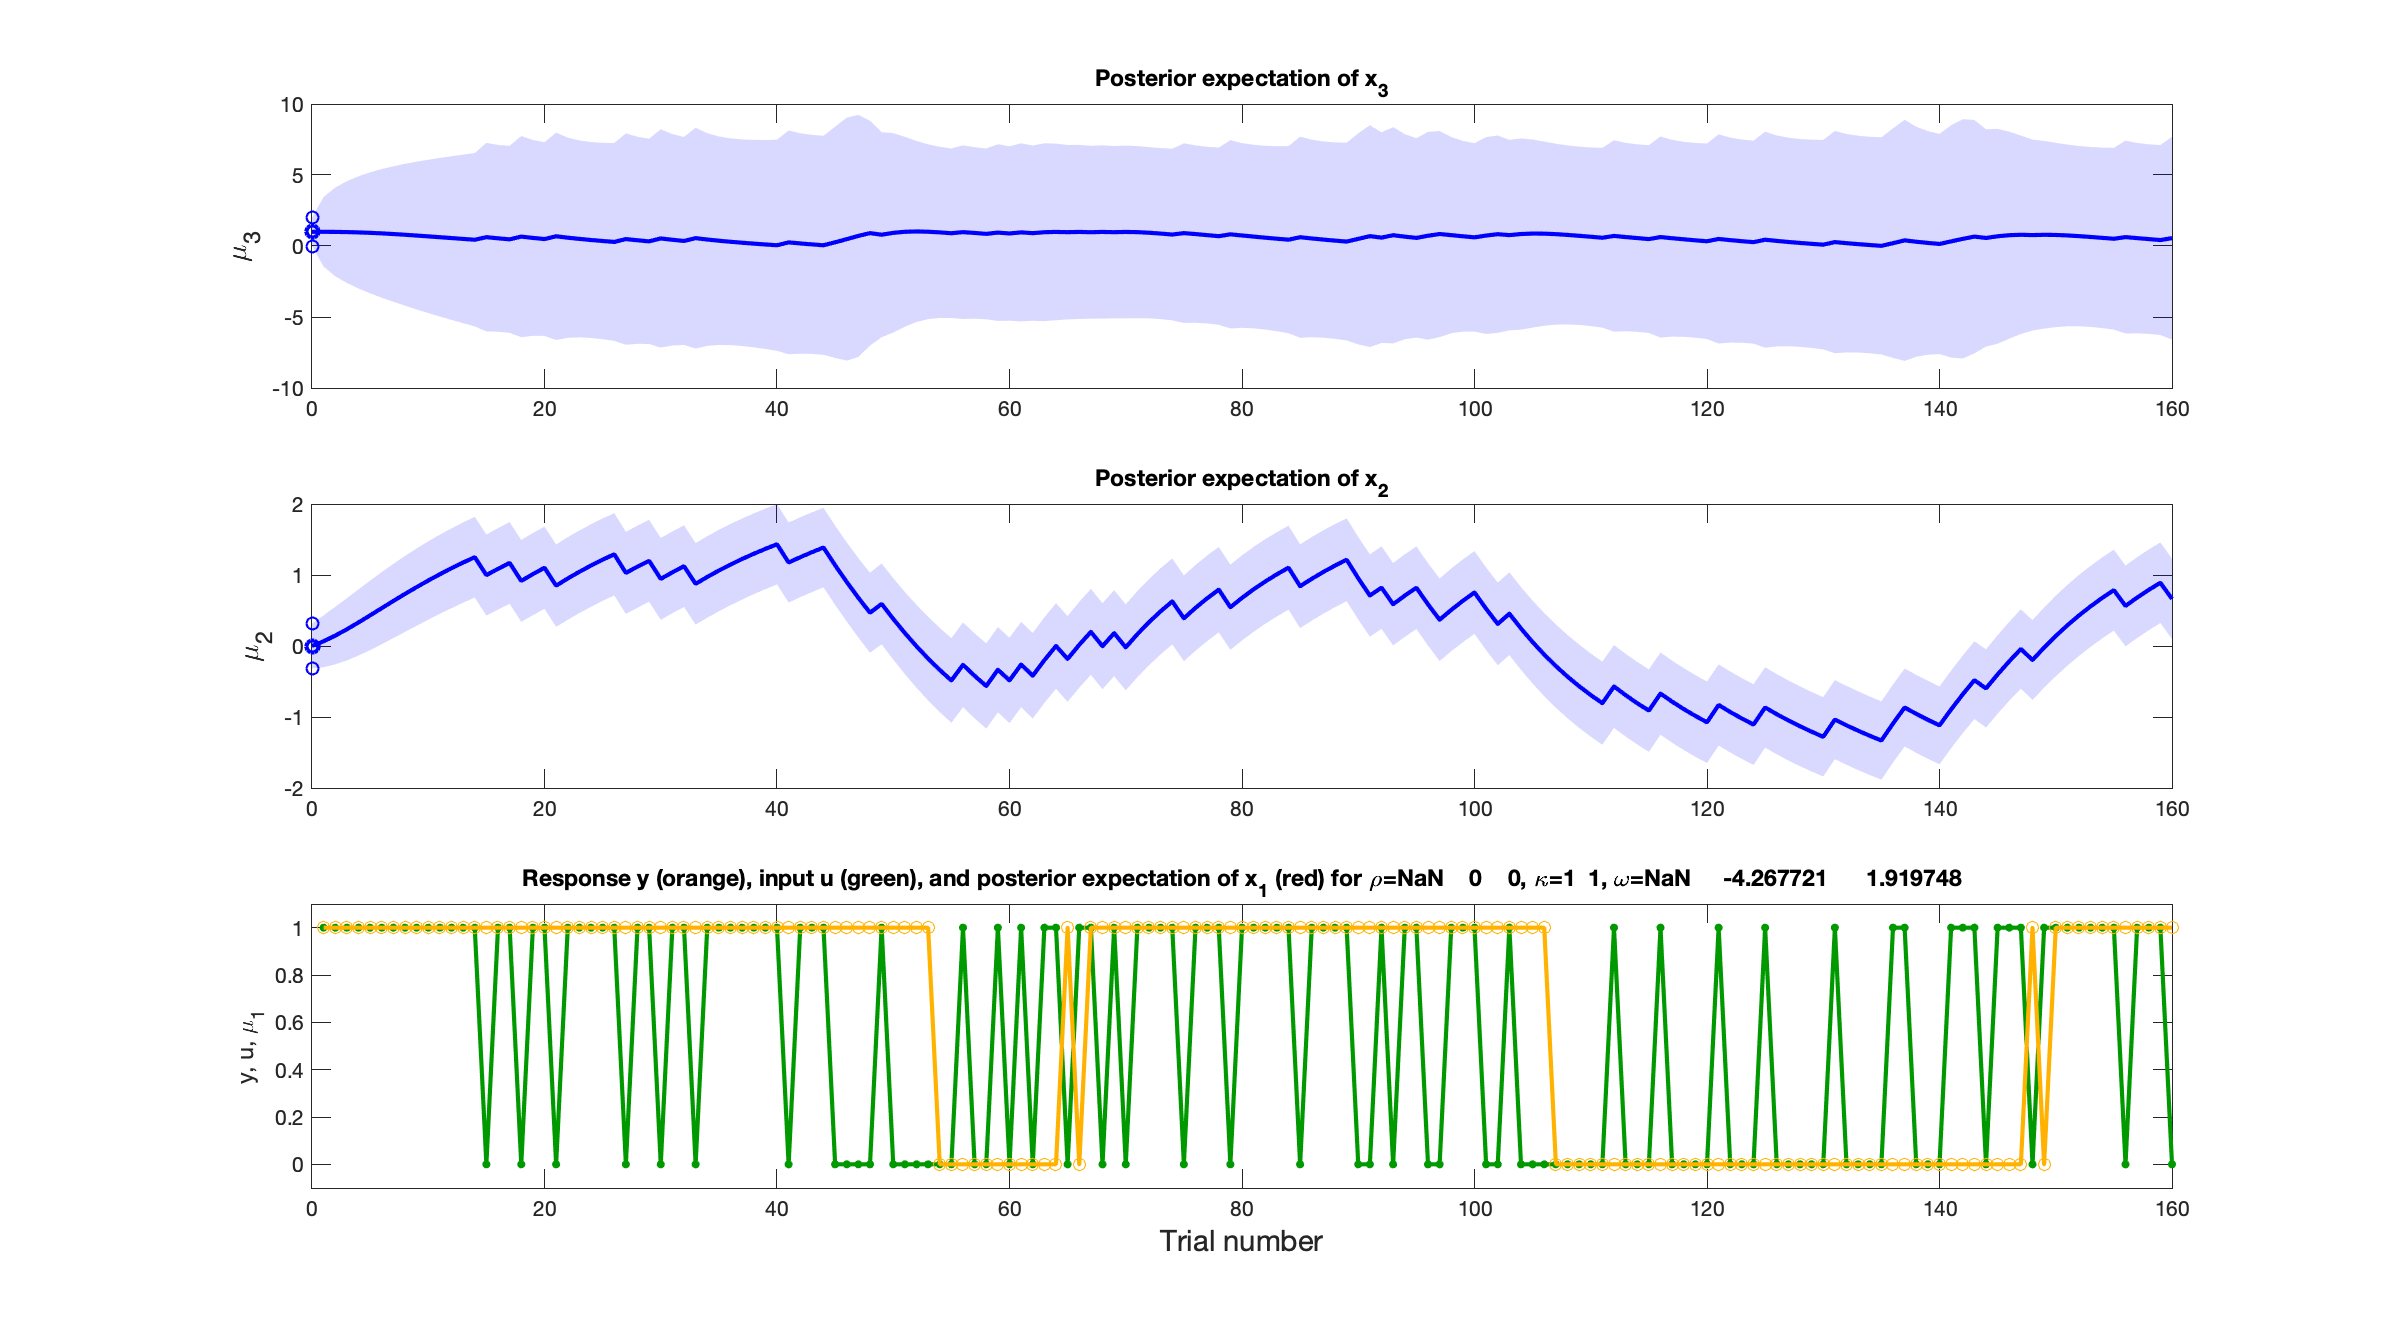 Posterior expectation of x3
10
5
0
-5
-10
μ3
0 20 40 60 80 100 120 140 160
Posterior expectation of x2
2
1
0
-1
-2
μ2
0 20 40 60 80 100 120 140 160
Response y (orange), input u (green), and posterior expectation of x1 (red) for ρ=NaN 0 0, κ=1 1, ω=NaN -4.267721 1.919748
1
0.8
0.6
0.4
0.2
0
y, u, μ1
0 20 40 60 80 100 120 140 160
Trial number